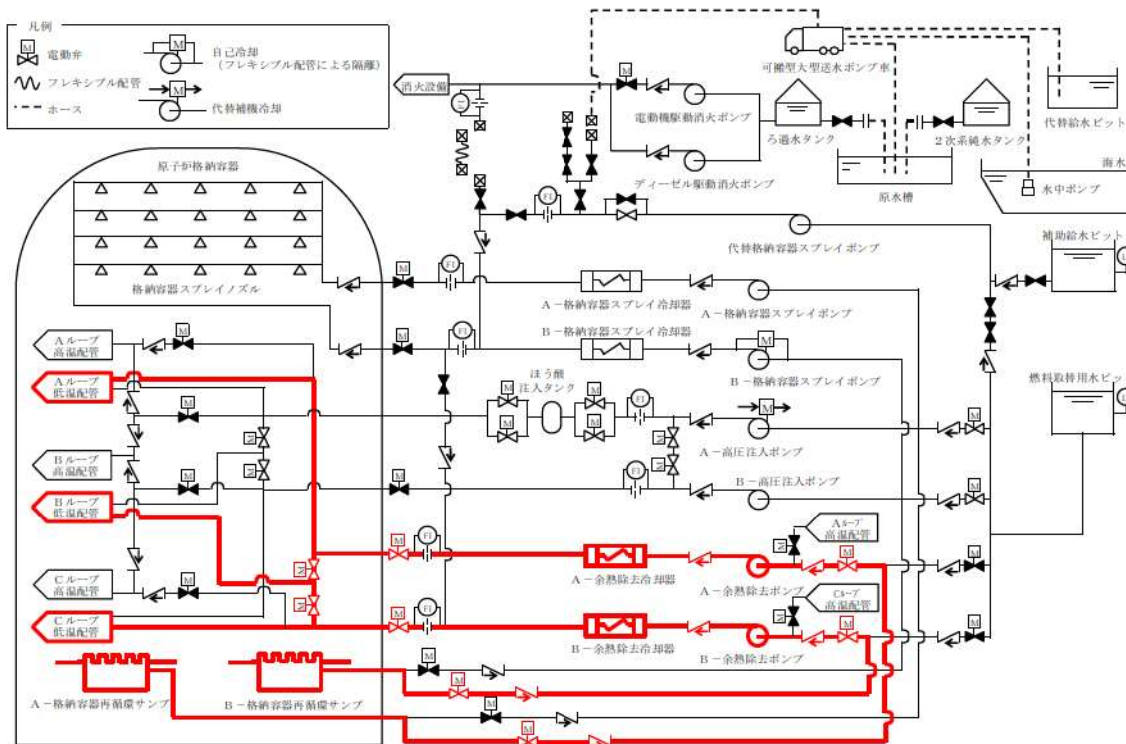 凡例
M
電動弁
フレキシブル配管
ホース
M
自己冷却
(フレキシブル配管による隔離)
M
代替補機冷却
消火設備
M
電動機駆動消火ポンプ
ディーゼル駆動消火ポンプ
可搬型大型送水ポンプ車
ろ過水タンク
2次系純水タンク
原水槽
代替給水ピット
海水
水中ポンプ
FI
代替格納容器スプレイポンプ
補助給水ピット
原子炉格納容器
格納容器スプレイノズル
M
FI
A-格納容器スプレイ冷却器
A-格納容器スプレイポンプ
B-格納容器スプレイ冷却器
M
FI
M
B-格納容器スプレイポンプ
燃料取替用水ピット
Aループ
高温配管
M
Aループ
低温配管
ほう酸
注入タンク
M
M
M
M
M
FI
M
M
M
A-高圧注入ポンプ
Bループ
高温配管
M
M
M
M
M
FI
M
B-高圧注入ポンプ
Bループ
低温配管
M
M
FI
A-余熱除去冷却器
A-余熱除去ポンプ
Aループ
高温配管
M
M
M
Cループ
高温配管
M
M
Cループ
低温配管
M
FI
B-余熱除去冷却器
B-余熱除去ポンプ
Cループ
高温配管
M
M
M
A-格納容器再循環サンプ
B-格納容器再循環サンプ
M
M
M
M